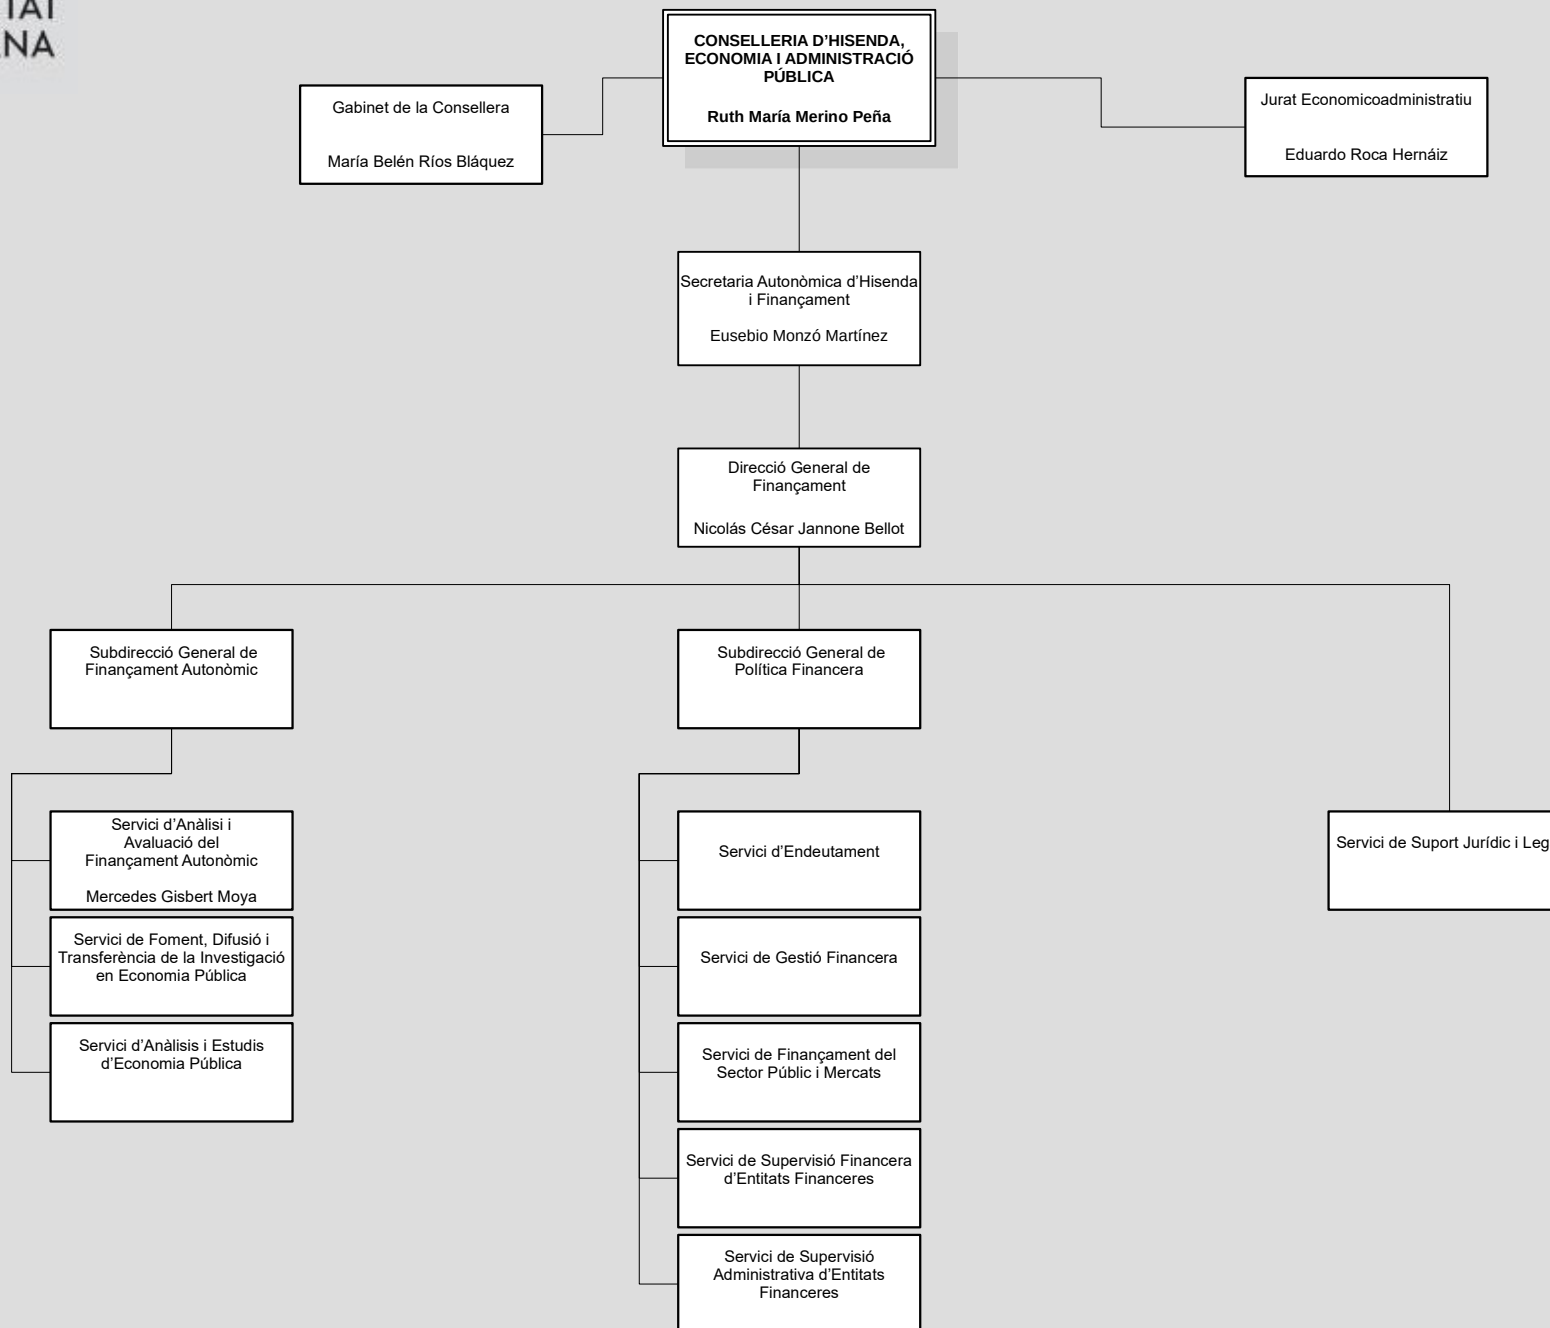 ANA
CONSELLERIA D’HISENDA,
ECONOMIA I ADMINISTRACIÓ
PÚBLICA
Ruth María Merino Peña
Gabinet de la Consellera
María Belén Ríos Bláquez
Jurat Economicoadministratiu
Eduardo Roca Hernáiz
Secretaria Autonòmica d’Hisenda
i Finançament
Eusebio Monzó Martínez
Direcció General de
Finançament
Nicolás César Jannone Bellot
Subdirecció General de
Finançament Autonòmic
Subdirecció General de
Política Financera
Servici d’Anàlisi i
Avaluació del
Finançament Autonòmic
Mercedes Gisbert Moya
Servici de Foment, Difusió i
Transferència de la Investigació
en Economia Pública
Servici d’Anàlisis i Estudis
d’Economia Pública
Servici d’Endeutament
Servici de Gestió Financera
Servici de Finançament del
Sector Públic i Mercats
Servici de Supervisió Financera
d’Entitats Financeres
Servici de Supervisió
Administrativa d’Entitats
Financeres
Servici de Suport Jurídic i Leg